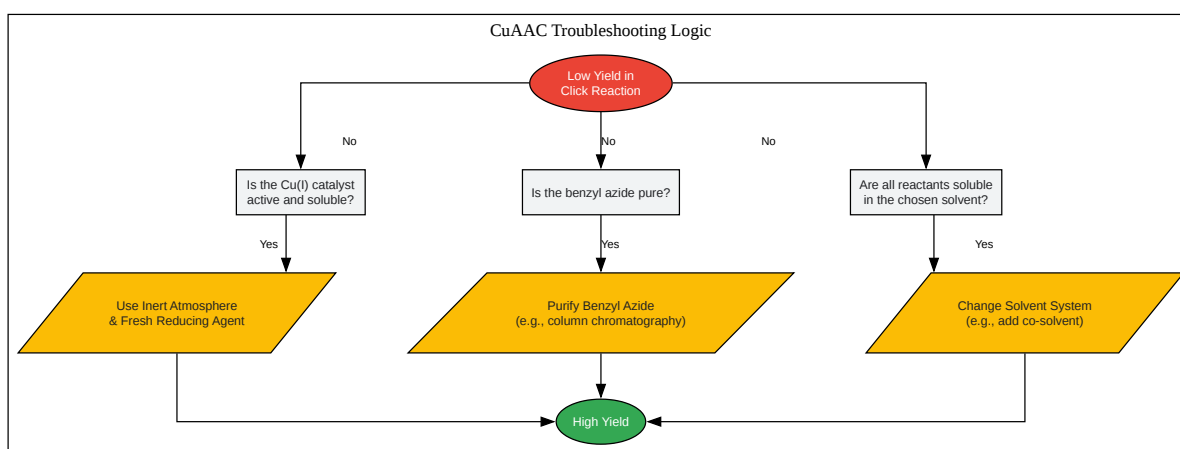 CuAAC Troubleshooting Logic
Low Yield in
Click Reaction
No
No
No
Is the Cu(I) catalyst
active and soluble?
Is the benzyl azide pure?
Are all reactants soluble
in the chosen solvent?
Yes
Yes
Yes
Use Inert Atmosphere
& Fresh Reducing Agent
Purify Benzyl Azide
(e.g., column chromatography)
Change Solvent System
(e.g., add co-solvent)
High Yield